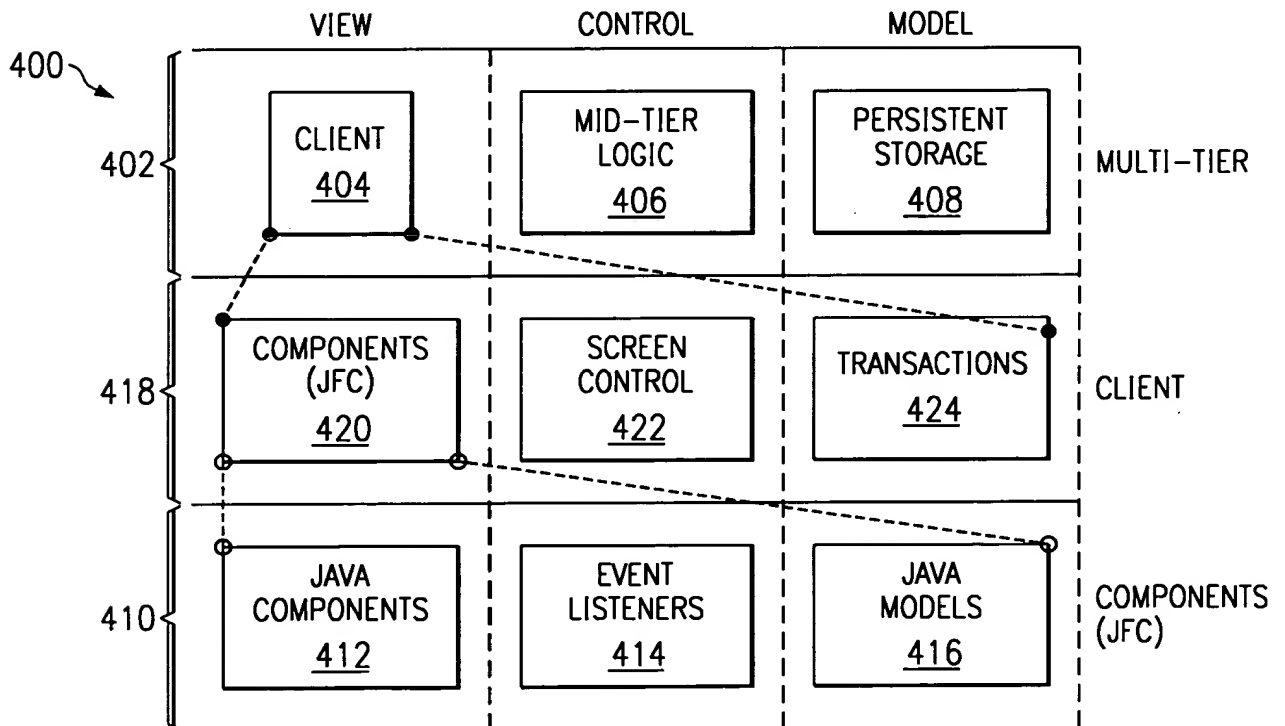 VIEW
CONTROL
MODEL
400
402
CLIENT
404
MID-TIER
LOGIC
406
PERSISTENT
STORAGE
408
MULTI-TIER
418
COMPONENTS
(JFC)
420
SCREEN
CONTROL
422
TRANSACTIONS
424
CLIENT
410
JAVA
COMPONENTS
412
EVENT
LISTENERS
414
JAVA
MODELS
416
COMPONENTS
(JFC)